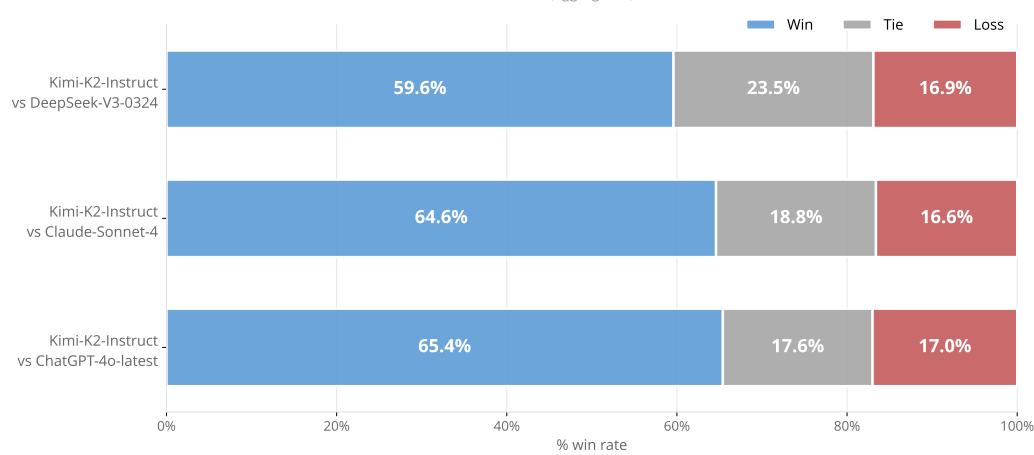 Win Tie Loss
Kimi-K2-Instruct
vs DeepSeek-V3-0324
59.6% 23.5% 16.9%
Kimi-K2-Instruct
vs Claude-Sonnet-4
64.6% 18.8% 16.6%
Kimi-K2-Instruct
vs ChatGPT-4o-latest
65.4% 17.6% 17.0%
0% 20% 40% 60% 80% 100%
% win rate